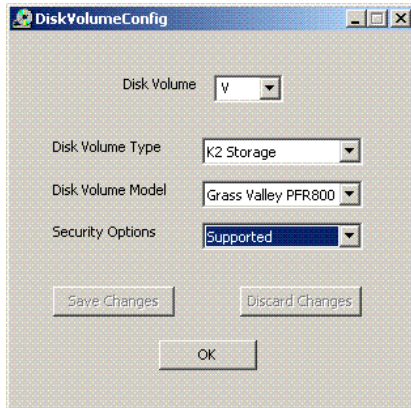 DiskVolumeConfig
Disk Volume V
Disk Volume Type K2 Storage
Disk Volume Model Grass Valley PFR800
Security Options Supported
Save Changes Discard Changes
OK